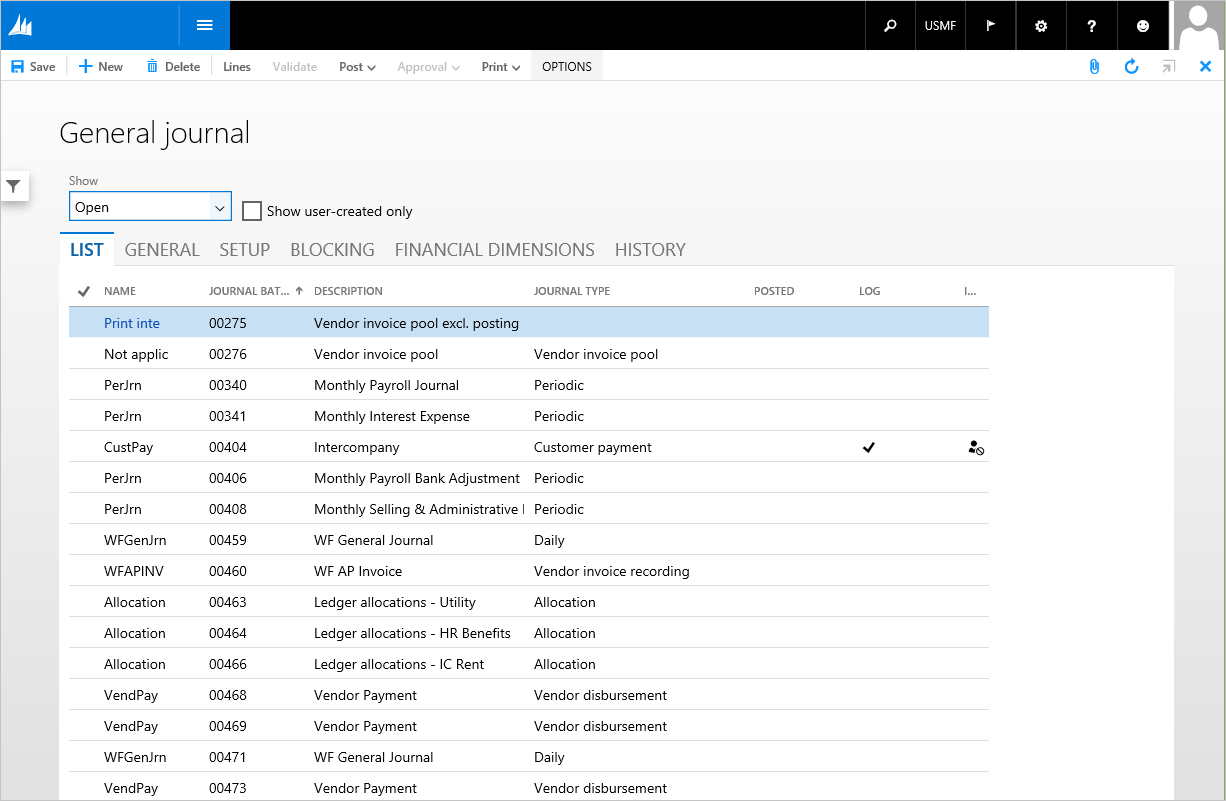 USMF ?
Save New Delete Lines Validate Post Approval Print OPTIONS
General journal
Show
Open Show user-created only
LIST GENERAL SETUP BLOCKING FINANCIAL DIMENSIONS HISTORY
NAME JOURNAL BAT... DESCRIPTION JOURNAL TYPE POSTED LOG I...
Print inte 00275 Vendor invoice pool excl. posting
Not applic 00276 Vendor invoice pool Vendor invoice pool
PerJrn 00340 Monthly Payroll Journal Periodic
PerJrn 00341 Monthly Interest Expense Periodic
CustPay 00404 Intercompany Customer payment
PerJrn 00406 Monthly Payroll Bank Adjustment Periodic
PerJrn 00408 Monthly Selling & Administrative Periodic
WFGenJrn 00459 WF General Journal Daily
WFAPINV 00460 WF AP Invoice Vendor invoice recording
Allocation 00463 Ledger allocations - Utility Allocation
Allocation 00464 Ledger allocations - HR Benefits Allocation
Allocation 00466 Ledger allocations - IC Rent Allocation
VendPay 00468 Vendor Payment Vendor disbursement
VendPay 00469 Vendor Payment Vendor disbursement
WFGenJrn 00471 WF General Journal Daily
VendPay 00473 Vendor Payment Vendor disbursement